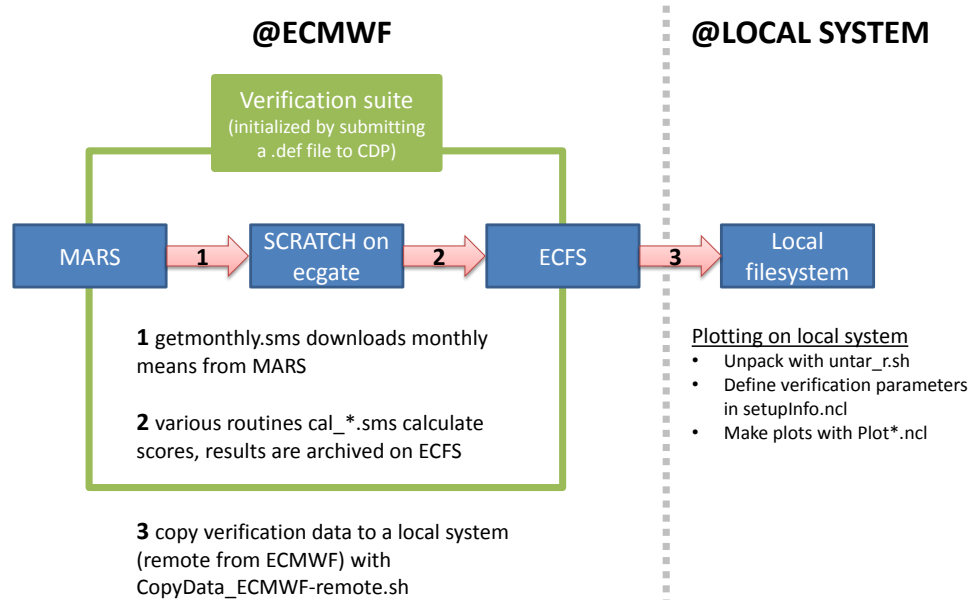 @ECMWF
@LOCAL SYSTEM
Verification suite
(initialized by submitting
a .def file to CDP)
MARS
1
SCRATCH on
ecgate
2
ECFS
3
Local
filesystem
1 getmonthly.sms downloads monthly
means from MARS
2 various routines cal_*.sms calculate
scores, results are archived on ECFS
3 copy verification data to a local system
(remote from ECMWF) with
CopyData_ECMWF-remote.sh
Plotting on local system
• Unpack with untar_r.sh
• Define verification parameters
in setupInfo.ncl
• Make plots with Plot*.ncl